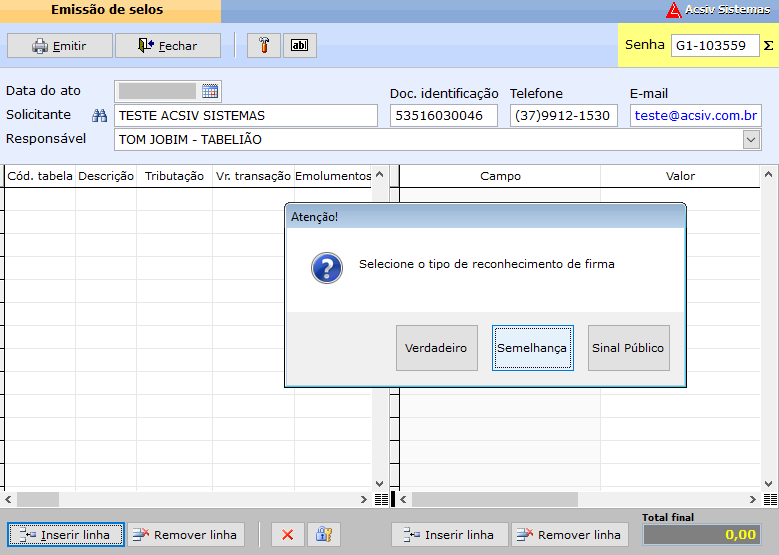 Emissão de selos
Acsiv Sistemas
Emitir
Fechar
ab
Senha
G1-103559
Σ
Data do ato
Solicitante
TESTE ACSIV SISTEMAS
Doc. identificação
53516030046
Telefone
(37)9912-1530
E-mail
teste@acsiv.com.br
Responsável
TOM JOBIM - TABELIÃO
Cód. tabela
Descrição
Tributação
Vr. transação
Emolumentos
Campo
Valor
Atenção!
Selecione o tipo de reconhecimento de firma
Verdadeiro
Semelhança
Sinal Público
Inserir linha
Remover linha
Inserir linha
Remover linha
Total final
0,00